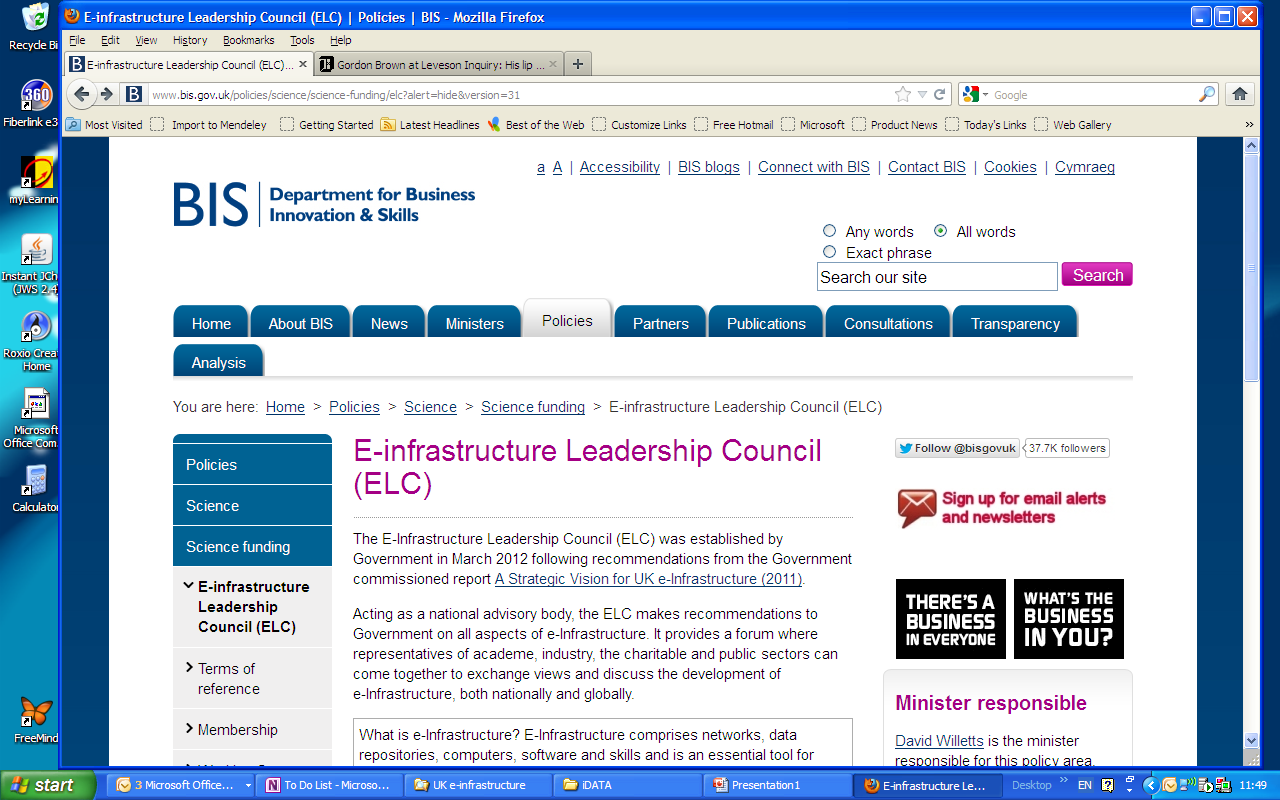 E-infrastructure Leadership Council (ELC) | Policies | BIS - Mozilla Firefox
File Edit View History Bookmarks Tools Help
E-infrastructure Leadership Council (ELC)... Gordon Brown at Leveson Inquiry: His lip ...
www.bis.gov.uk/policies/science/science-funding/elc?alert=hide&version=31
Google
Most Visited Import to Mendeley Getting Started Latest Headlines Best of the Web Customize Links Free Hotmail Microsoft Product News Today's Links Web Gallery »
Recycle Bi
360
Fiberlink e3
myLearnin
Instant JCh
(JWS 2.4
Roxio Crea
Home
Microsoft
Office Com
Calculator
FreeMind
a A | Accessibility | BIS blogs | Connect with BIS | Contact BIS | Cookies | Cymraeg
BIS Department for Business
Innovation & Skills
Any words All words
Exact phrase
Search our site Search
Home About BIS News Ministers Policies Partners Publications Consultations Transparency
Analysis
You are here: Home > Policies > Science > Science funding > E-infrastructure Leadership Council (ELC)
Policies
Science
Science funding
E-infrastructure
Leadership
Council (ELC)
Terms of
reference
Membership
E-infrastructure Leadership Council
(ELC)
The E-Infrastructure Leadership Council (ELC) was established by
Government in March 2012 following recommendations from the Government
commissioned report A Strategic Vision for UK e-Infrastructure (2011).
Acting as a national advisory body, the ELC makes recommendations to
Government on all aspects of e-Infrastructure. It provides a forum where
representatives of academe, industry, the charitable and public sectors can
come together to exchange views and discuss the development of
e-Infrastructure, both nationally and globally.
What is e-Infrastructure? E-Infrastructure comprises networks, data
repositories, computers, software and skills and is an essential tool for
Follow @bisgovuk 37.7K followers
Sign up for email alerts
and newsletters
THERE'S A
BUSINESS
IN EVERYONE
WHAT'S THE
BUSINESS
IN YOU?
Minister responsible
David Willetts is the minister
responsible for this policy area.
start 3 Microsoft Office... To Do List - Microso... UK e-infrastructure iDATA Presentation1 E-infrastructure Le... Desktop » EN 11:49